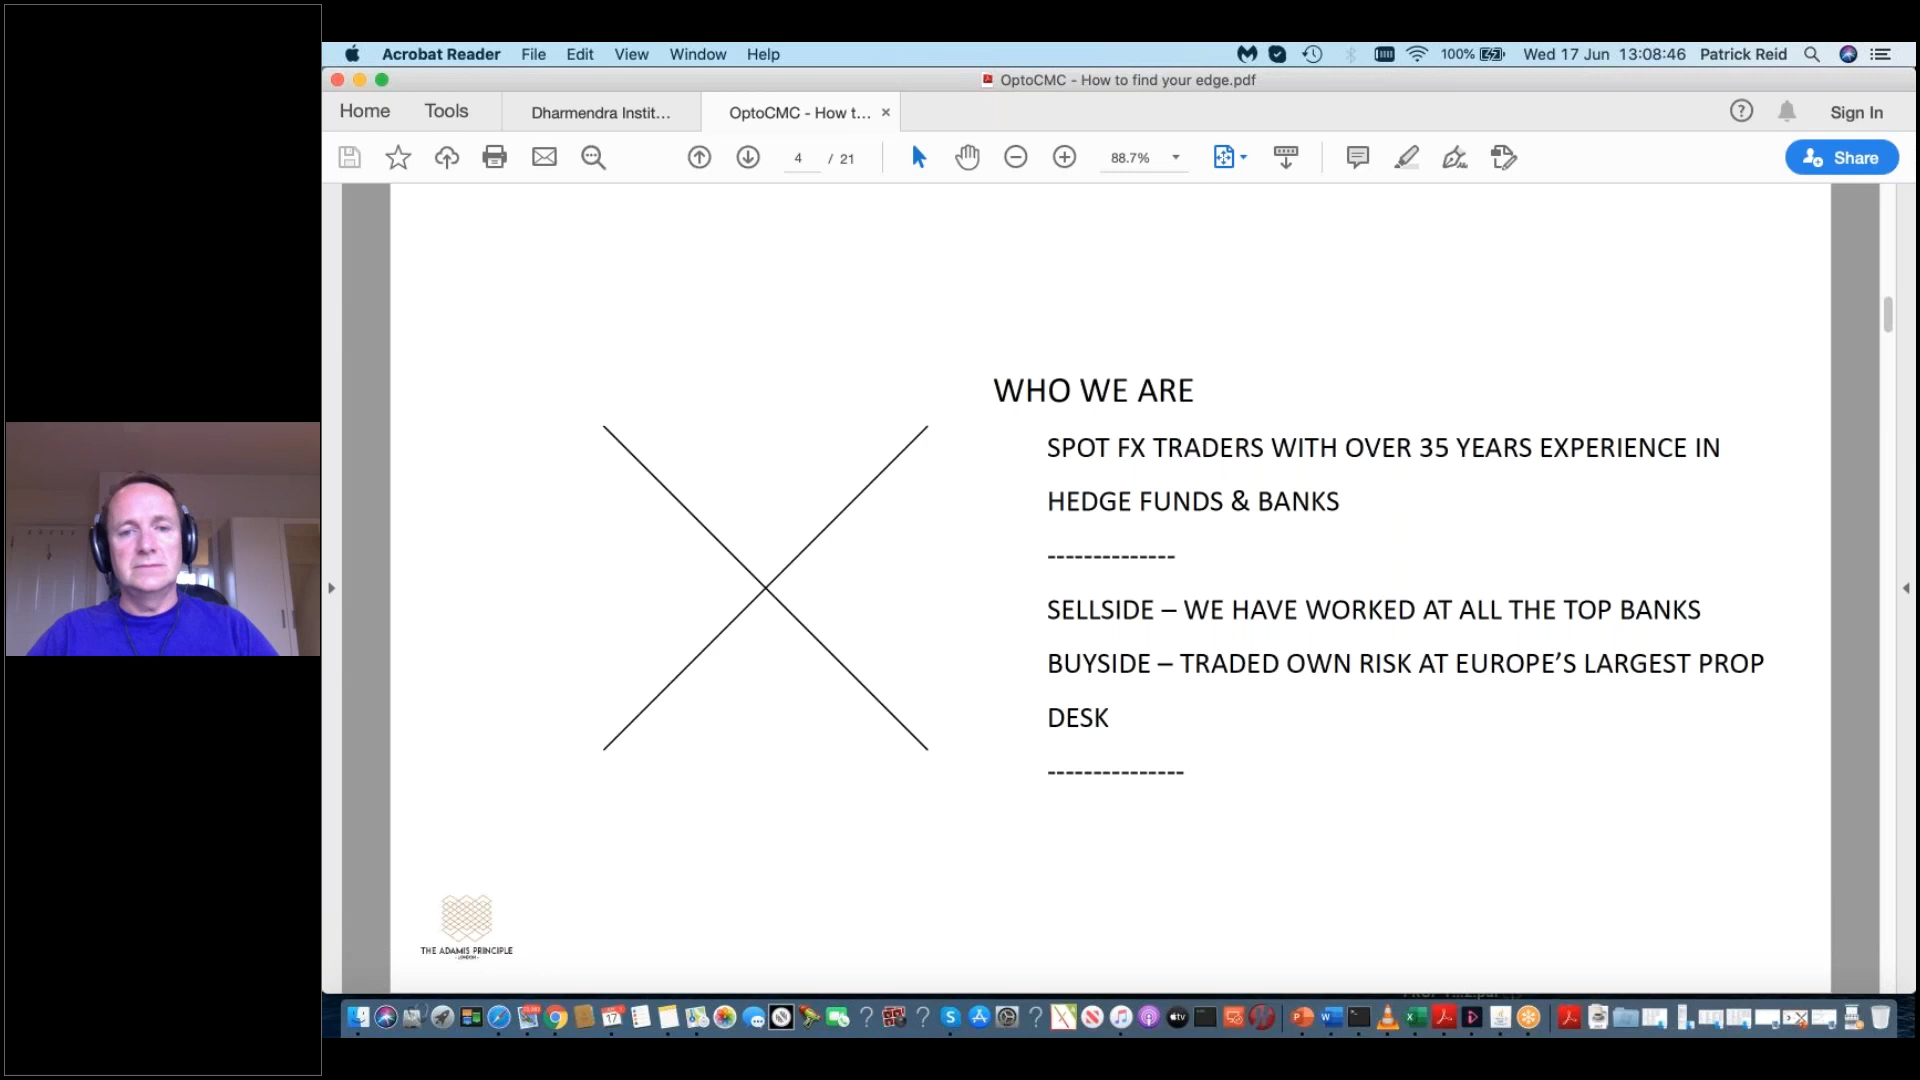 Acrobat Reader File Edit View Window Help 100% Wed 17 Jun 13:08:46 Patrick Reid
OptoCMC - How to find your edge.pdf
Home Tools Dharmendra Instit... OptoCMC - How t... × Sign In
4 / 21 88.7% Share
WHO WE ARE
SPOT FX TRADERS WITH OVER 35 YEARS EXPERIENCE IN
HEDGE FUNDS & BANKS
--------------
SELLSIDE – WE HAVE WORKED AT ALL THE TOP BANKS
BUYSIDE – TRADED OWN RISK AT EUROPE’S LARGEST PROP
DESK
---------------
THE ADAMIS PRINCIPLE
- LONDON -